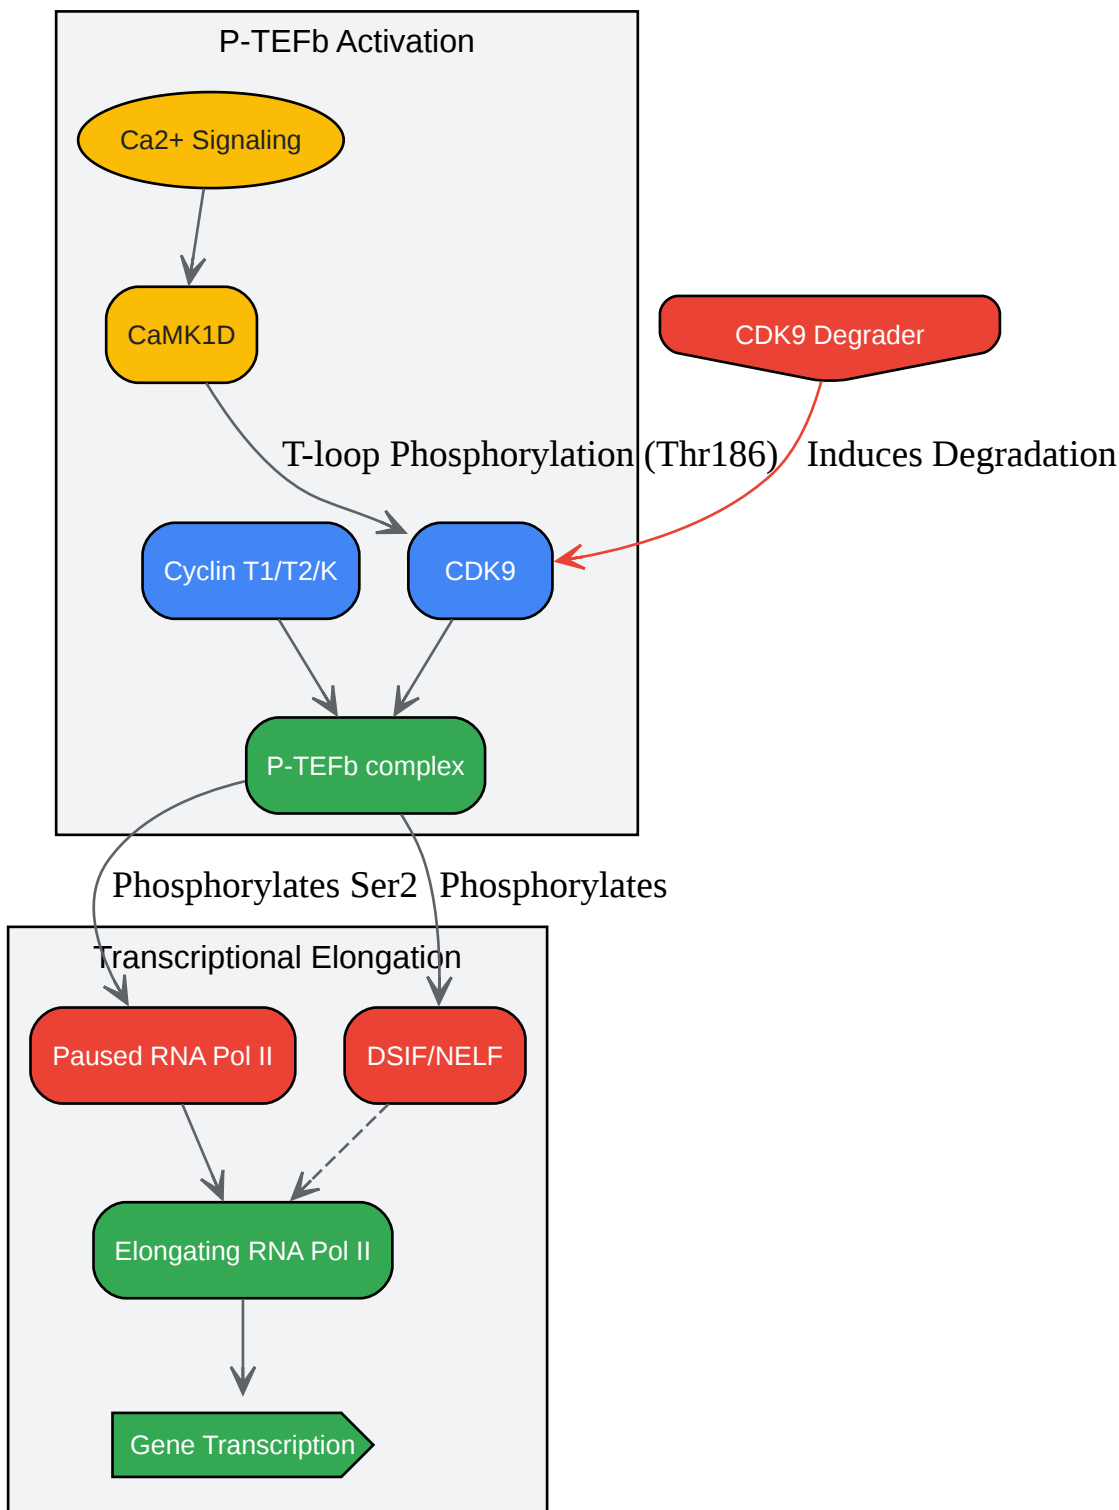 P-TEFb Activation
Ca2+ Signaling
CaMK1D
CDK9 Degrader
T-loop Phosphorylation (Thr186)
Induces Degradation
Cyclin T1/T2/K
CDK9
P-TEFb complex
Phosphorylates Ser2
Phosphorylates
Transcriptional Elongation
Paused RNA Pol II
DSIF/NELF
Elongating RNA Pol II
Gene Transcription